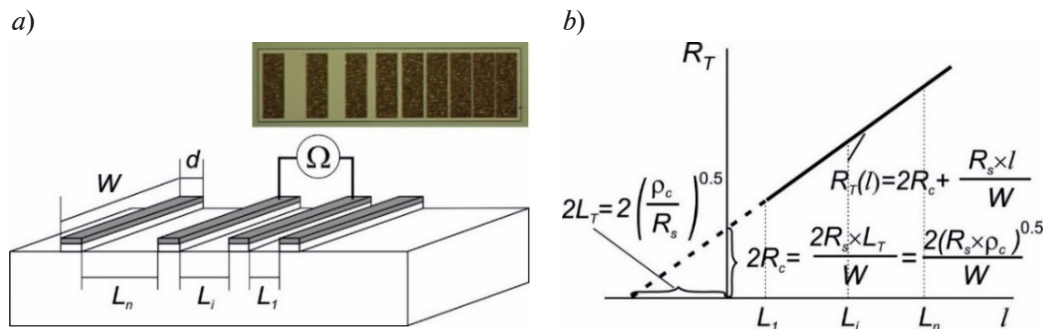 a)
Ω
d
W
L_n
L_i
L_1
b)
R_T
R_T(l)=2R_c+ R_s×l / W
2L_T=2(ρ_c / R_s)^0.5
2R_c= 2R_s×L_T / W = 2(R_s×ρ_c)^0.5 / W
L_1 L_i L_n l